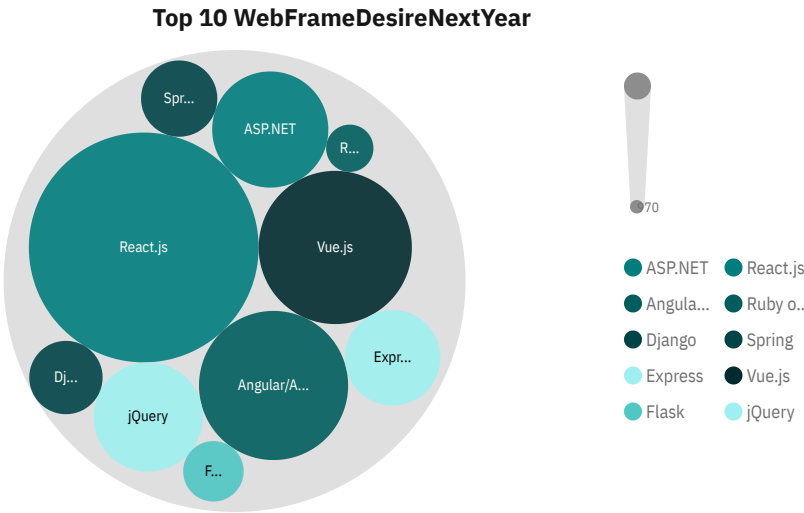 Top 10 WebFrameDesireNextYear
Spr...
ASP.NET
R...
React.js
Vue.js
Expr...
Dj...
Angular/A...
jQuery
F...
970
ASP.NET
React.js
Angula...
Ruby o...
Django
Spring
Express
Vue.js
Flask
jQuery